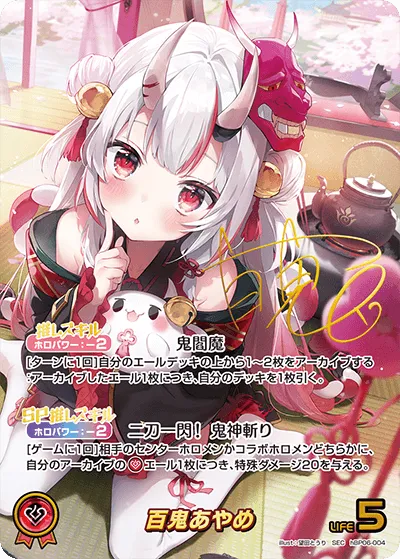 推しスキル
ホロパワー：-2
鬼閻魔
[ターンに1回]自分のエールデッキの上から1～2枚をアーカイブする
:アーカイブしたエール1枚につき、自分のデッキを1枚引く。
SP推しスキル
ホロパワー：-2
二刀一閃！ 鬼神斬り
[ゲームに1回]相手のセンターホロメンかコラボホロメンどちらかに、
自分のアーカイブの エール1枚につき、特殊ダメージ20を与える。
百鬼あやめ
LIFE 5
illust. 望田とうり SEC hBP06-004